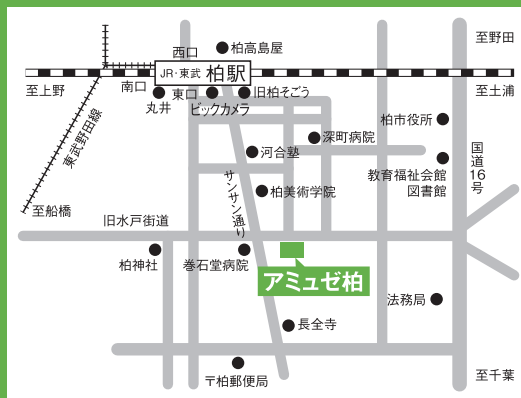 西口
柏高島屋
至野田
JR・東武 柏駅
至上野
南口
東口
旧柏そごう
至土浦
丸井
ビックカメラ
東武野田線
深町病院
柏市役所
国道16号
河合塾
教育福祉会館
図書館
サンサン通り
柏美術学院
至船橋
旧水戸街道
柏神社
巻石堂病院
アミュゼ柏
法務局
長全寺
〒柏郵便局
至千葉